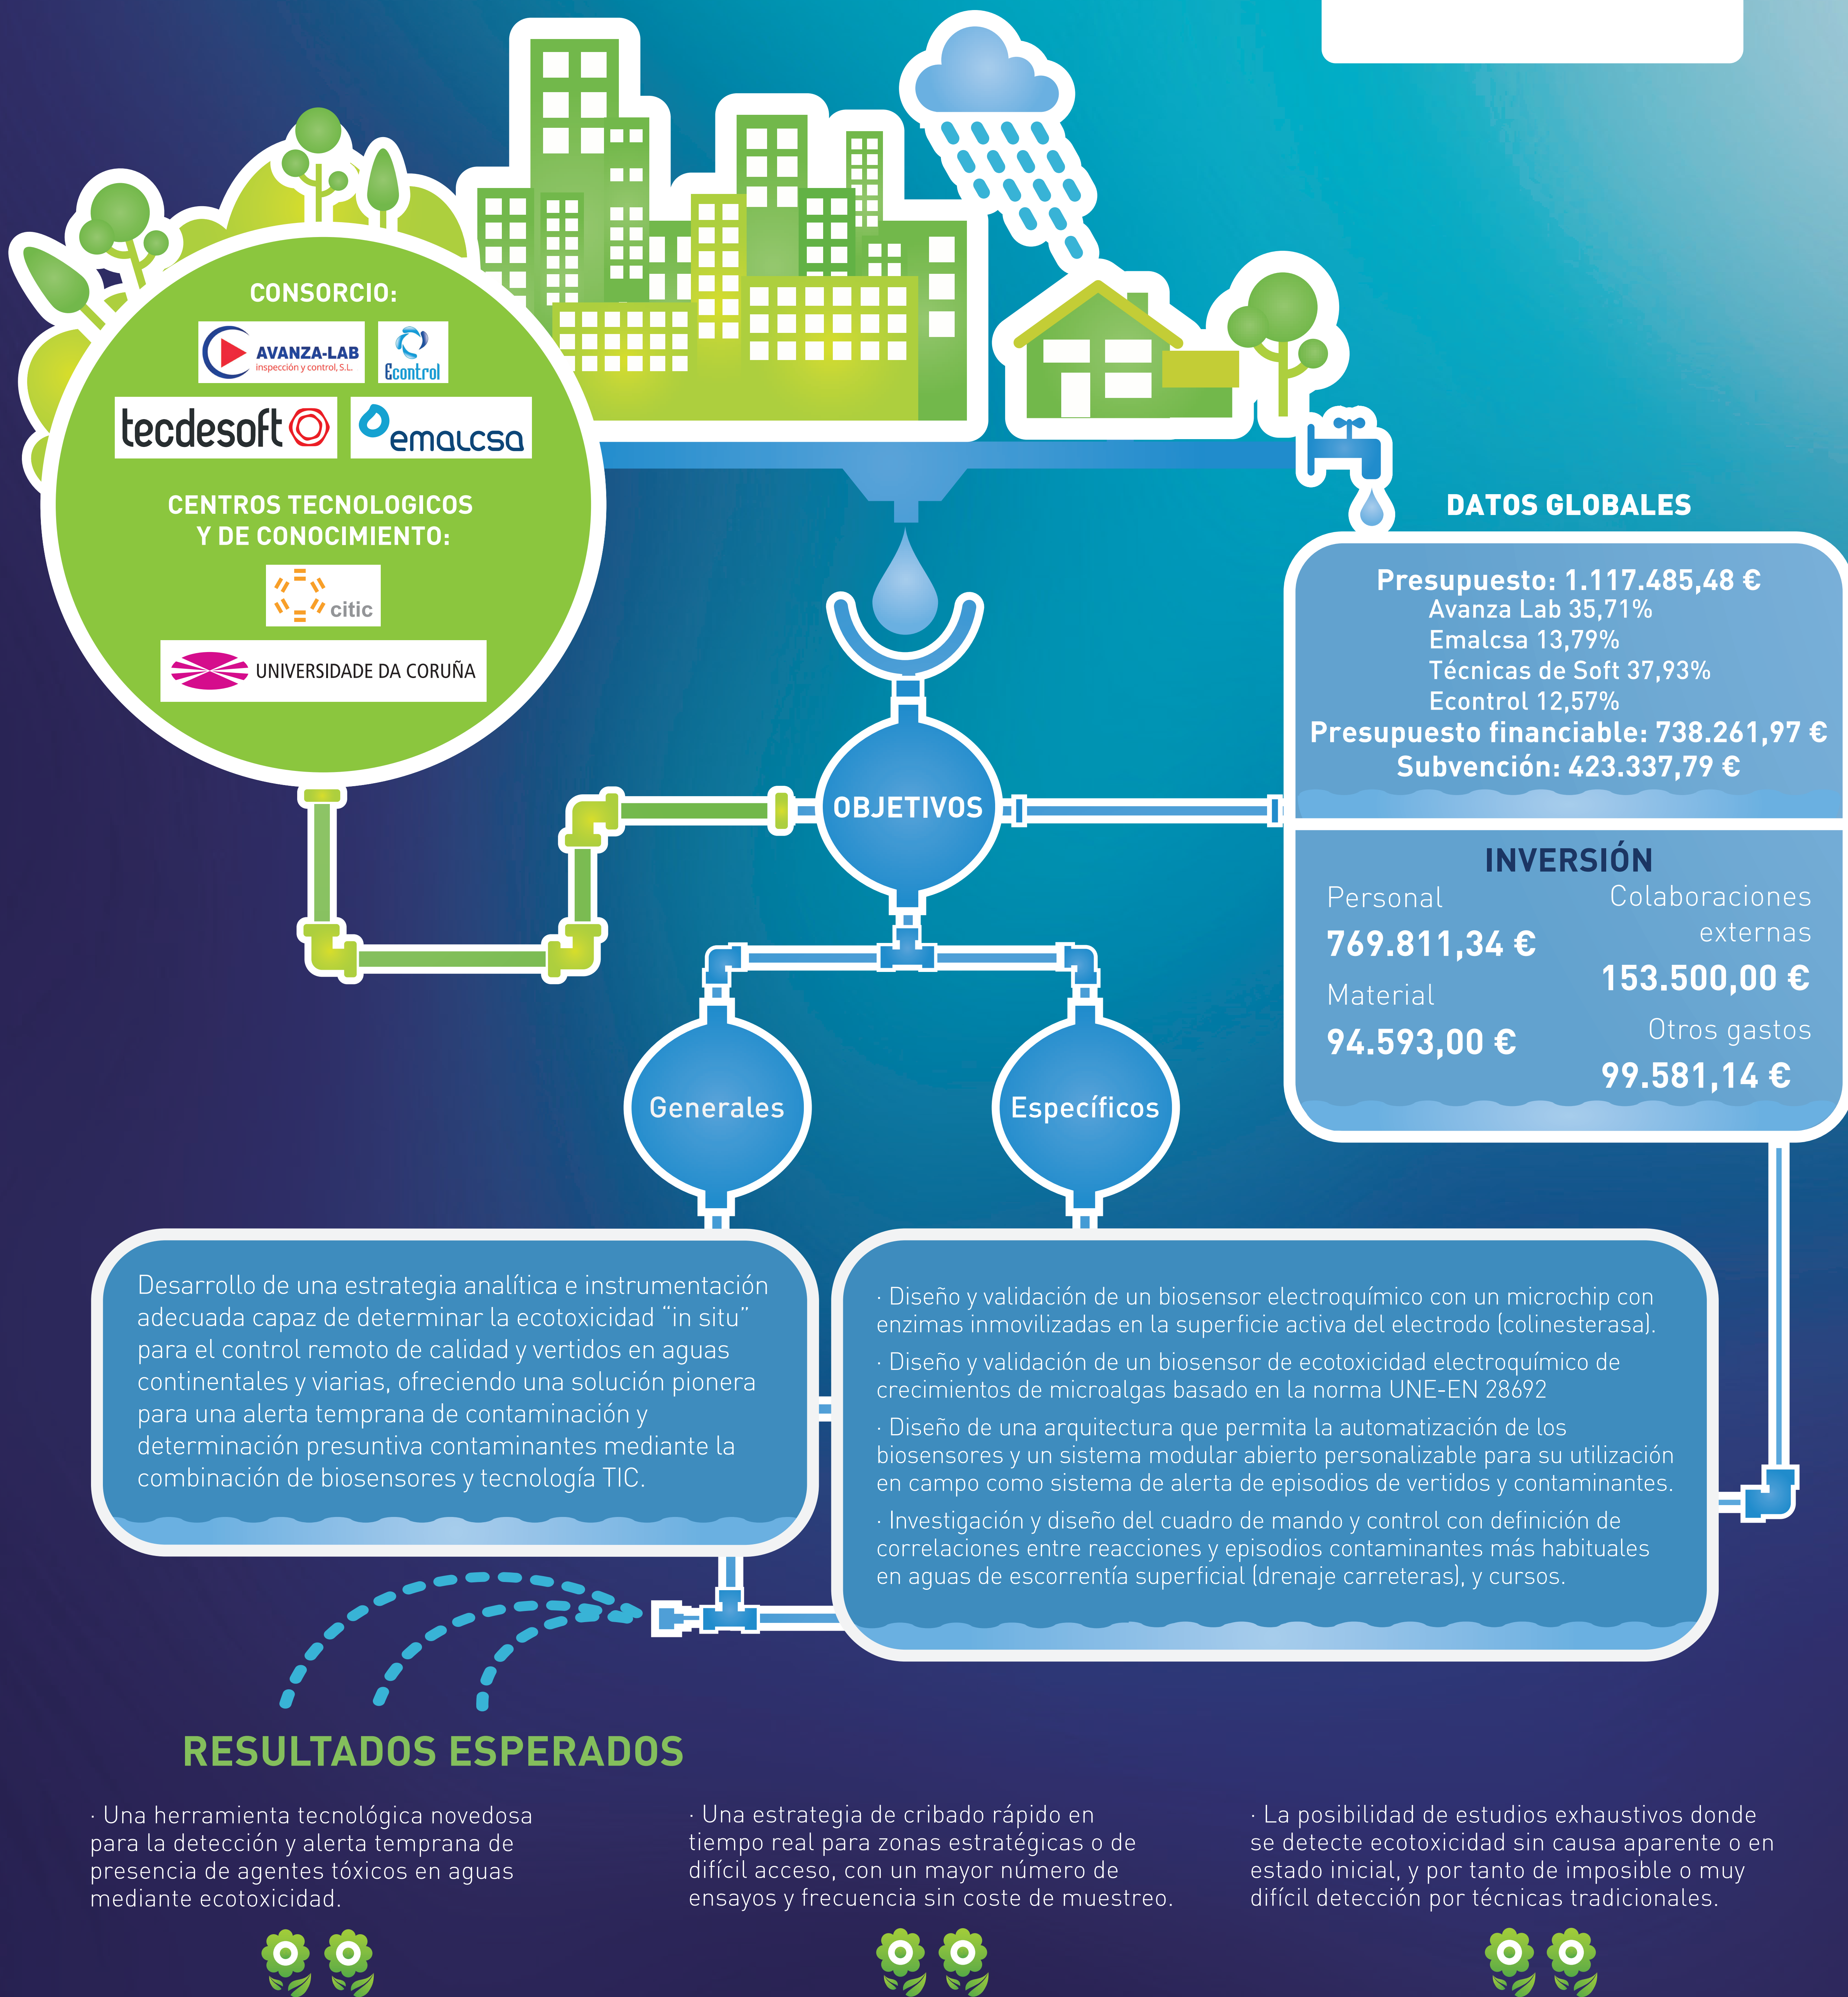 CONSORCIO:
AVANZA-LAB
inspección y control, S.L.
Econtrol
tecdesoft
emalcsa
CENTROS TECNOLOGICOS
Y DE CONOCIMIENTO:
citic
UNIVERSIDADE DA CORUÑA
DATOS GLOBALES
Presupuesto: 1.117.485,48 €
Avanza Lab 35,71%
Emalcsa 13,79%
Técnicas de Soft 37,93%
Econtrol 12,57%
Presupuesto financiable: 738.261,97 €
Subvención: 423.337,79 €
INVERSIÓN
Personal
769.811,34 €
Material
94.593,00 €
Colaboraciones
externas
153.500,00 €
Otros gastos
99.581,14 €
OBJETIVOS
Generales
Específicos
Desarrollo de una estrategia analítica e instrumentación
adecuada capaz de determinar la ecotoxicidad “in situ”
para el control remoto de calidad y vertidos en aguas
continentales y viarias, ofreciendo una solución pionera
para una alerta temprana de contaminación y
determinación presuntiva contaminantes mediante la
combinación de biosensores y tecnología TIC.
· Diseño y validación de un biosensor electroquímico con un microchip con
enzimas inmovilizadas en la superficie activa del electrodo (colinesterasa).
· Diseño y validación de un biosensor de ecotoxicidad electroquímico de
crecimientos de microalgas basado en la norma UNE-EN 28692
· Diseño de una arquitectura que permita la automatización de los
biosensores y un sistema modular abierto personalizable para su utilización
en campo como sistema de alerta de episodios de vertidos y contaminantes.
· Investigación y diseño del cuadro de mando y control con definición de
correlaciones entre reacciones y episodios contaminantes más habituales
en aguas de escorrentía superficial (drenaje carreteras), y cursos.
RESULTADOS ESPERADOS
· Una herramienta tecnológica novedosa
para la detección y alerta temprana de
presencia de agentes tóxicos en aguas
mediante ecotoxicidad.
· Una estrategia de cribado rápido en
tiempo real para zonas estratégicas o de
difícil acceso, con un mayor número de
ensayos y frecuencia sin coste de muestreo.
· La posibilidad de estudios exhaustivos donde
se detecte ecotoxicidad sin causa aparente o en
estado inicial, y por tanto de imposible o muy
difícil detección por técnicas tradicionales.